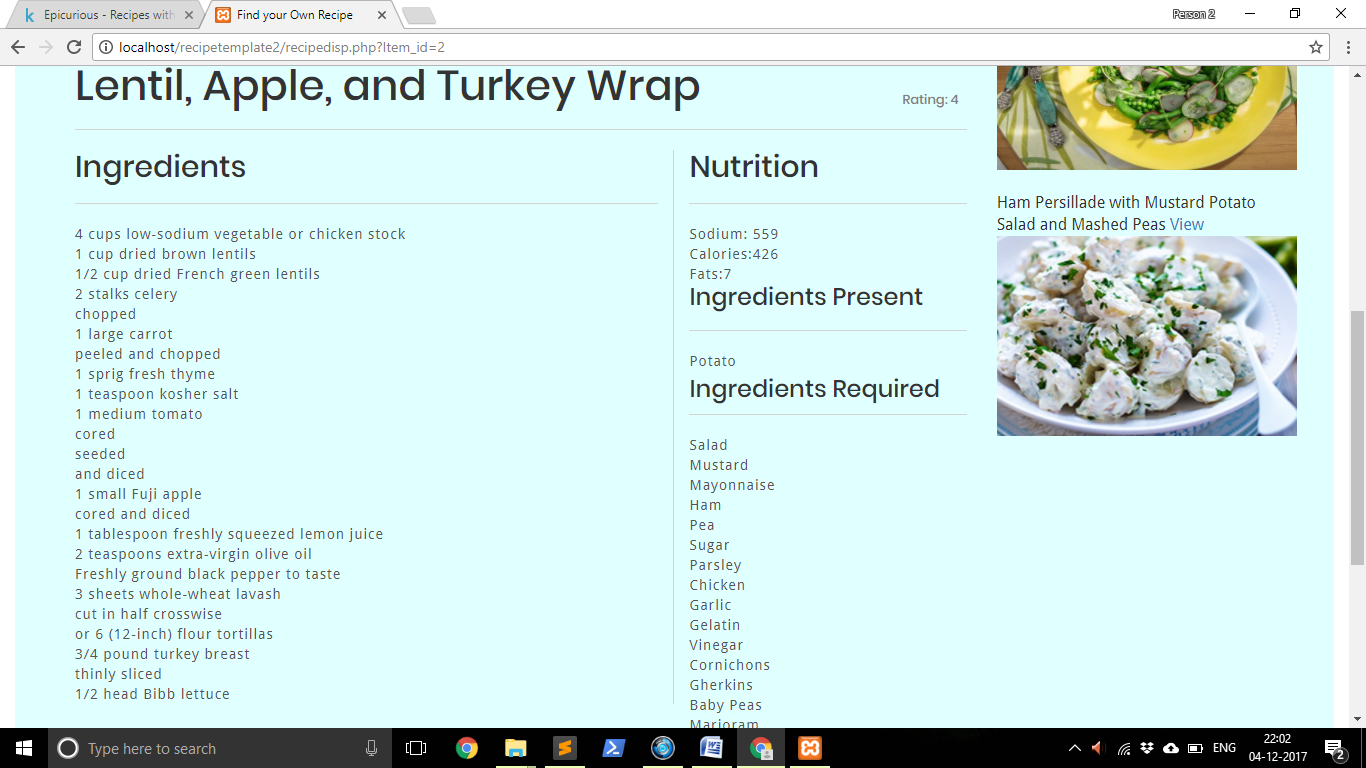 Epicurious - Recipes with
Find your Own Recipe
Person 2
localhost/recipetemplate2/recipedisp.php?Item_id=2
Lentil, Apple, and Turkey Wrap
Rating: 4
Ingredients
4 cups low-sodium vegetable or chicken stock
1 cup dried brown lentils
1/2 cup dried French green lentils
2 stalks celery
chopped
1 large carrot
peeled and chopped
1 sprig fresh thyme
1 teaspoon kosher salt
1 medium tomato
cored
seeded
and diced
1 small Fuji apple
cored and diced
1 tablespoon freshly squeezed lemon juice
2 teaspoons extra-virgin olive oil
Freshly ground black pepper to taste
3 sheets whole-wheat lavash
cut in half crosswise
or 6 (12-inch) flour tortillas
3/4 pound turkey breast
thinly sliced
1/2 head Bibb lettuce
Nutrition
Sodium: 559
Calories:426
Fats:7
Ingredients Present
Potato
Ingredients Required
Salad
Mustard
Mayonnaise
Ham
Pea
Sugar
Parsley
Chicken
Garlic
Gelatin
Vinegar
Cornichons
Gherkins
Baby Peas
Marjoram
Ham Persillade with Mustard Potato
Salad and Mashed Peas View
Type here to search
ENG
22:02
04-12-2017
2